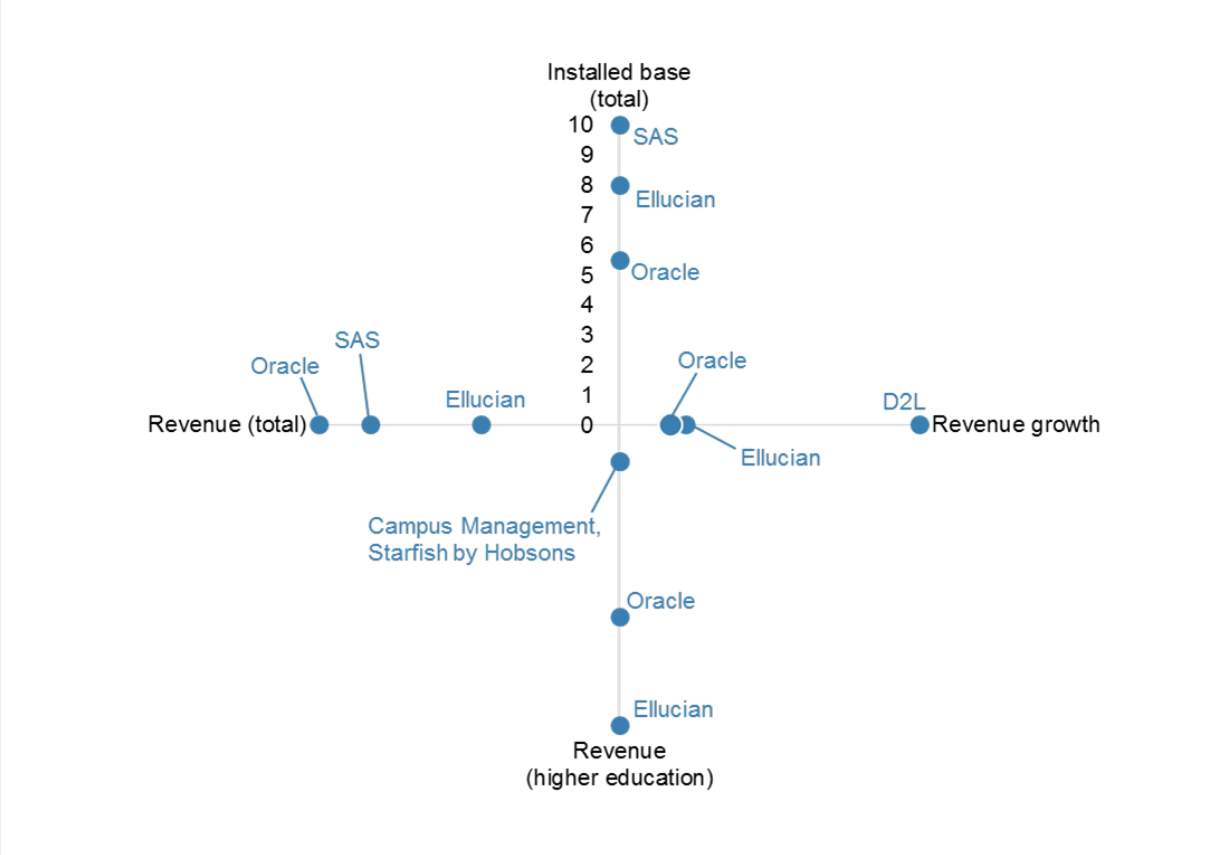 Installed base
(total)
10
SAS
9
8
Ellucian
7
6
5
Oracle
4
3
SAS
2
Oracle
Oracle
1
Ellucian
D2L
Revenue (total)
0
Revenue growth
Ellucian
Campus Management,
Starfish by Hobsons
Oracle
Ellucian
Revenue
(higher education)